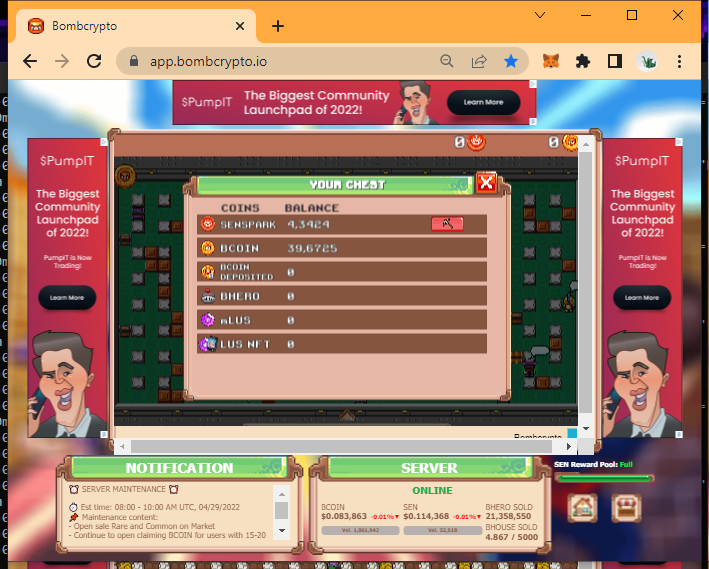 Bombcrypto
app.bombcrypto.io
$PumpIT
The Biggest Community
Launchpad of 2022!
Learn More
$PumpIT
The Biggest
Community
Launchpad
of 2022!
PumpIT is Now
Trading!
Learn More
0
0
YOUR CHEST
COINS BALANCE
SENSPARK 4,3424
BCOIN 39,6725
BCOIN
DEPOSITED 0
BHERO 0
mLUS 0
LUS NFT 0
$PumpIT
The Biggest
Community
Launchpad
of 2022!
PumpIT is Now
Trading!
Learn More
NOTIFICATION
SERVER MAINTENANCE
Est time: 08:00 - 10:00 AM UTC, 04/29/2022
Maintenance content:
- Open sale Rare and Common on Market
- Continue to open claiming BCOIN for users with 15-20
SERVER
ONLINE
BCOIN
$0.083,863 -0.01%▼
SEN
$0.114,368 -0.01%▼
BHERO SOLD
21,358,550
BHOUSE SOLD
4.867 / 5000
SEN Reward Pool: Full